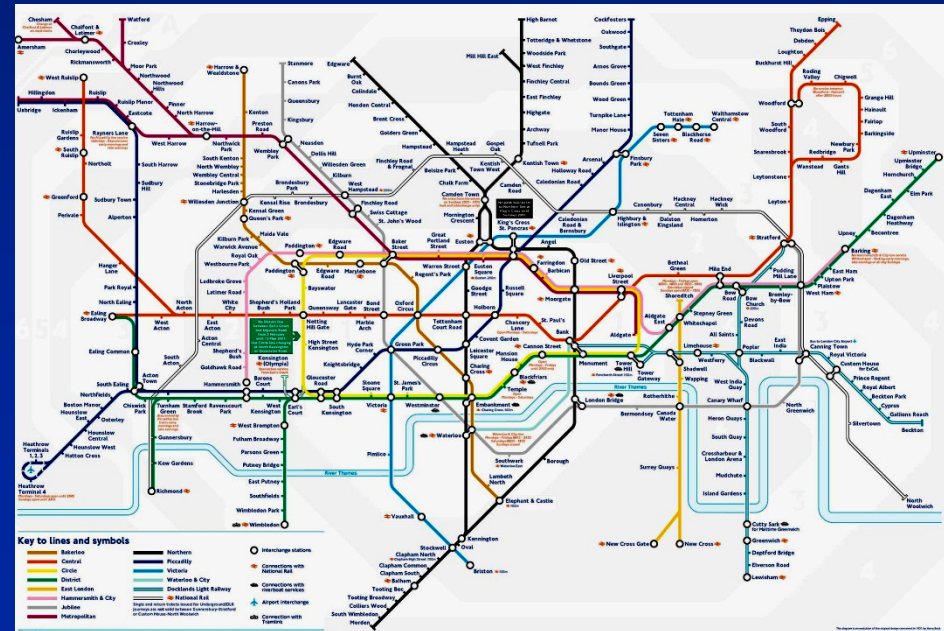 Chesham
Chalfont &
Latimer
Watford
Croxley
Amersham
Chorleywood
Rickmansworth
Moor Park
Northwood
Northwood
Hills
Pinner
North Harrow
Harrow-
on-the-Hill
West Ruislip
Hillingdon
Ruislip
Ruislip Manor
Eastcote
Uxbridge
Ickenham
Rayners Lane
West Harrow
Ruislip
Gardens
South Ruislip
Northolt
South Harrow
Sudbury
Hill
Greenford
Sudbury Town
Perivale
Alperton
Hanger
Lane
Park Royal
North Ealing
Ealing
Broadway
West
Acton
North
Acton
Ealing Common
South Ealing
Acton
Town
Northfields
Boston Manor
Hounslow
East
Osterley
Hounslow
Central
Hounslow West
Hatton Cross
Heathrow
Terminals
1, 2, 3
Heathrow
Terminal 4
Harrow &
Wealdstone
Kenton
Preston
Road
Northwick
Park
South Kenton
North Wembley
Wembley Central
Stonebridge Park
Harlesden
Willesden Junction
Kensal Green
Queen's Park
Wembley
Park
Stanmore
Canons Park
Queensbury
Kingsbury
Neasden
Dollis Hill
Willesden Green
Kilburn
West
Hampstead
Finchley Road
Swiss Cottage
St. John's Wood
Brondesbury
Park
Kensal Rise
Brondesbury
Finchley Road
& Frognal
Edgware
Burnt
Oak
Colindale
Hendon Central
Brent Cross
Golders Green
Hampstead
Hampstead
Heath
Belsize Park
Chalk Farm
Camden Town
Mornington
Crescent
Gospel
Oak
Kentish
Town West
Camden
Road
High Barnet
Totteridge & Whetstone
Mill Hill East
Woodside Park
West Finchley
Finchley Central
East Finchley
Highgate
Archway
Tufnell Park
Kentish Town
Cockfosters
Oakwood
Southgate
Arnos Grove
Bounds Green
Wood Green
Turnpike Lane
Manor House
Arsenal
Holloway Road
Caledonian Road
Finsbury
Park
Tottenham
Hale
Walthamstow
Central
Seven
Sisters
Blackhorse
Road
Caledonian
Road &
Barnsbury
Highbury &
Islington
Canonbury
Dalston
Kingsland
Hackney
Central
Homerton
Hackney
Wick
Epping
Theydon Bois
Debden
Loughton
Buckhurst Hill
Roding
Valley
Chigwell
Grange Hill
Hainault
Fairlop
Barkingside
Newbury
Park
Woodford
South
Woodford
Snaresbrook
Redbridge
Wanstead
Gants
Hill
Leytonstone
Leyton
Stratford
Upminster
Upminster
Bridge
Hornchurch
Elm Park
Dagenham
East
Dagenham
Heathway
Becontree
Upney
Barking
East Ham
Upton Park
Plaistow
West Ham
Kilburn Park
Maida Vale
Warwick Avenue
Royal Oak
Westbourne Park
Ladbroke Grove
Latimer Road
Paddington
Paddington
Edgware
Road
Edgware
Road
Marylebone
Baker
Street
Great
Portland
Street
Regent's Park
Warren Street
Euston
Euston
Square
King's Cross
St. Pancras
Angel
Old Street
Farringdon
Barbican
Moorgate
Liverpool
Street
Bethnal
Green
Mile End
Shoreditch
Aldgate
East
Aldgate
Whitechapel
Stepney Green
Bow
Road
Bow
Church
Bromley-
by-Bow
Pudding
Mill Lane
Devons
Road
All Saints
White
City
Shepherd's Bush
Holland
Park
Notting
Hill Gate
Bayswater
Queensway
Lancaster
Gate
Marble
Arch
Bond
Street
Oxford
Circus
Tottenham
Court Road
Goodge
Street
Russell
Square
Holborn
Chancery
Lane
St. Paul's
Bank
Covent Garden
Leicester
Square
Charing
Cross
Piccadilly
Circus
Green Park
Hyde Park
Corner
Knightsbridge
High Street
Kensington
Kensington
(Olympia)
East
Acton
Acton
Central
South
Acton
Shepherd's
Bush
Goldhawk Road
Hammersmith
Barons
Court
Gloucester
Road
South
Kensington
Earl's
Court
West
Kensington
Sloane
Square
Victoria
St. James's
Park
Westminster
Embankment
Temple
Blackfriars
Mansion
House
Cannon Street
Monument
Tower
Hill
Tower
Gateway
Shadwell
Limehouse
Westferry
Poplar
Blackwall
East
India
Canning Town
Royal Victoria
Custom House
for ExCeL
Prince Regent
Royal Albert
Beckton Park
Cyprus
Gallions Reach
Beckton
Chiswick
Park
Turnham
Green
Stamford
Brook
Ravenscourt
Park
Gunnersbury
Kew Gardens
Richmond
West Brompton
Fulham Broadway
Parsons Green
Putney Bridge
East Putney
Southfields
Wimbledon Park
Wimbledon
Pimlico
Vauxhall
Stockwell
Brixton
Waterloo
Southwark
Lambeth
North
Elephant & Castle
Borough
London Bridge
Bermondsey
Canada
Water
Rotherhithe
Wapping
Surrey Quays
New Cross Gate
New Cross
Kennington
Oval
Clapham North
Clapham Common
Clapham South
Balham
Tooting Bec
Tooting Broadway
Colliers Wood
South Wimbledon
Morden
West India
Quay
Canary Wharf
Heron Quays
South Quay
Crossharbour &
London Arena
Mudchute
Island Gardens
Cutty Sark
for Maritime Greenwich
Greenwich
Deptford Bridge
Elverson Road
Lewisham
North
Greenwich
Silvertown
North
Woolwich
River Thames
River Thames
Key to lines and symbols
Bakerloo
Central
Circle
District
East London
Hammersmith & City
Jubilee
Metropolitan
Northern
Piccadilly
Victoria
Waterloo & City
Docklands Light Railway
National Rail
Interchange stations
Connections with
National Rail
Connections with
riverboat services
Airport interchange
Connection with
Tramlink